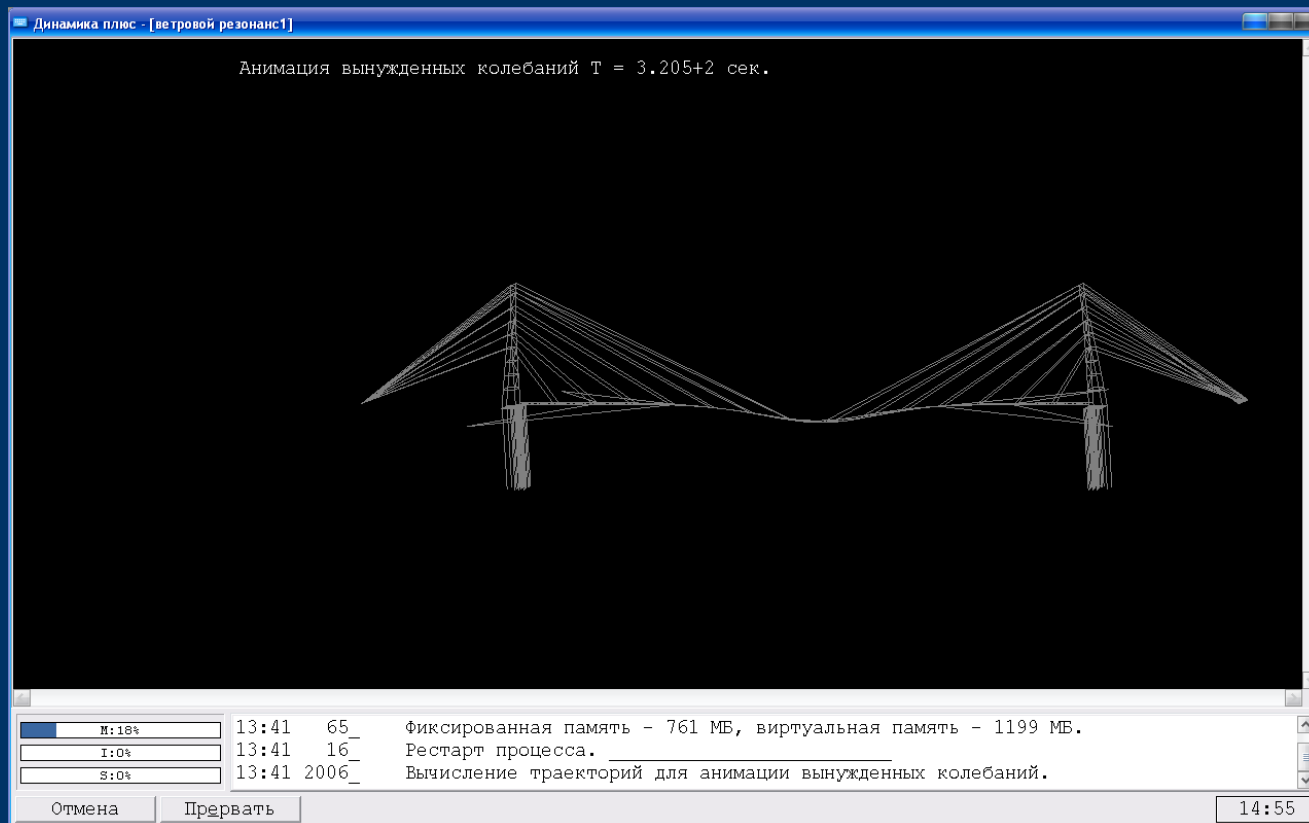 Динамика плюс - [ветровой резонанс1]
Анимация вынужденных колебаний T = 3.205+2 сек.
M:18%
I:0%
S:0%
13:41 65_ Фиксированная память - 761 МБ, виртуальная память - 1199 МБ.
13:41 16_ Рестарт процесса. __________________________
13:41 2006_ Вычисление траекторий для анимации вынужденных колебаний.
Отмена
Прервать
14:55